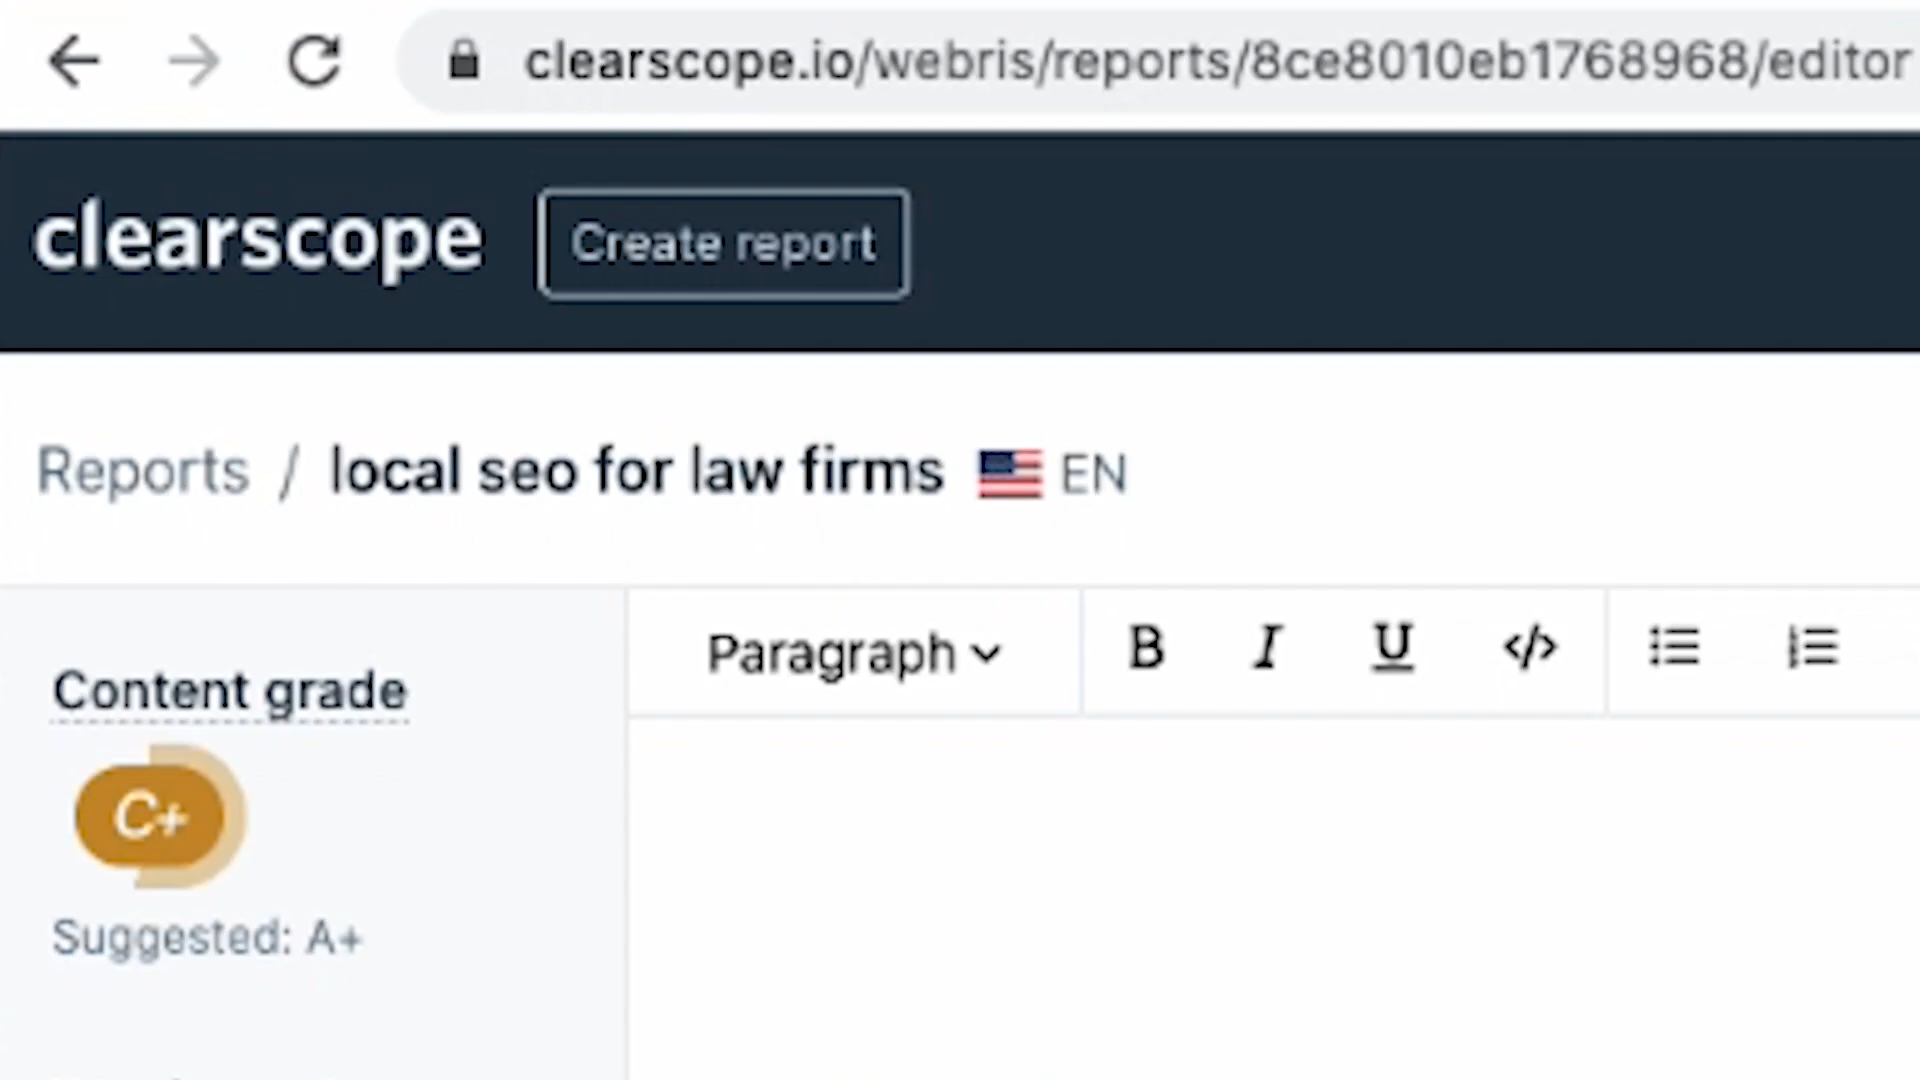 clearscope.io/webris/reports/8ce8010eb1768968/editor
clearscope Create report
Reports / local seo for law firms EN
Paragraph B I U </>
Content grade
C+
Suggested: A+